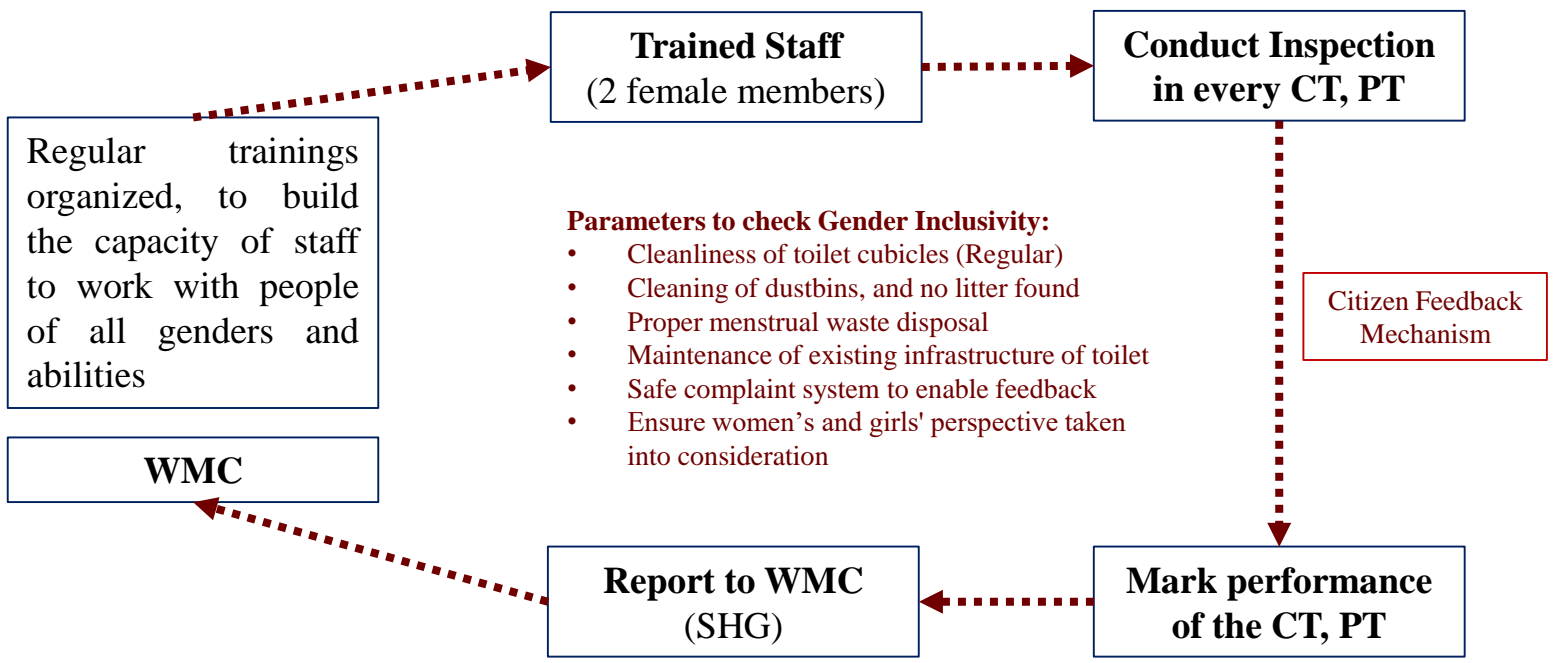 Trained Staff
(2 female members)
Conduct Inspection
in every CT, PT
Regular trainings
organized, to build
the capacity of staff
to work with people
of all genders and
abilities
Parameters to check Gender Inclusivity:
• Cleanliness of toilet cubicles (Regular)
• Cleaning of dustbins, and no litter found
• Proper menstrual waste disposal
• Maintenance of existing infrastructure of toilet
• Safe complaint system to enable feedback
• Ensure women’s and girls' perspective taken
into consideration
Citizen Feedback
Mechanism
WMC
Report to WMC
(SHG)
Mark performance
of the CT, PT